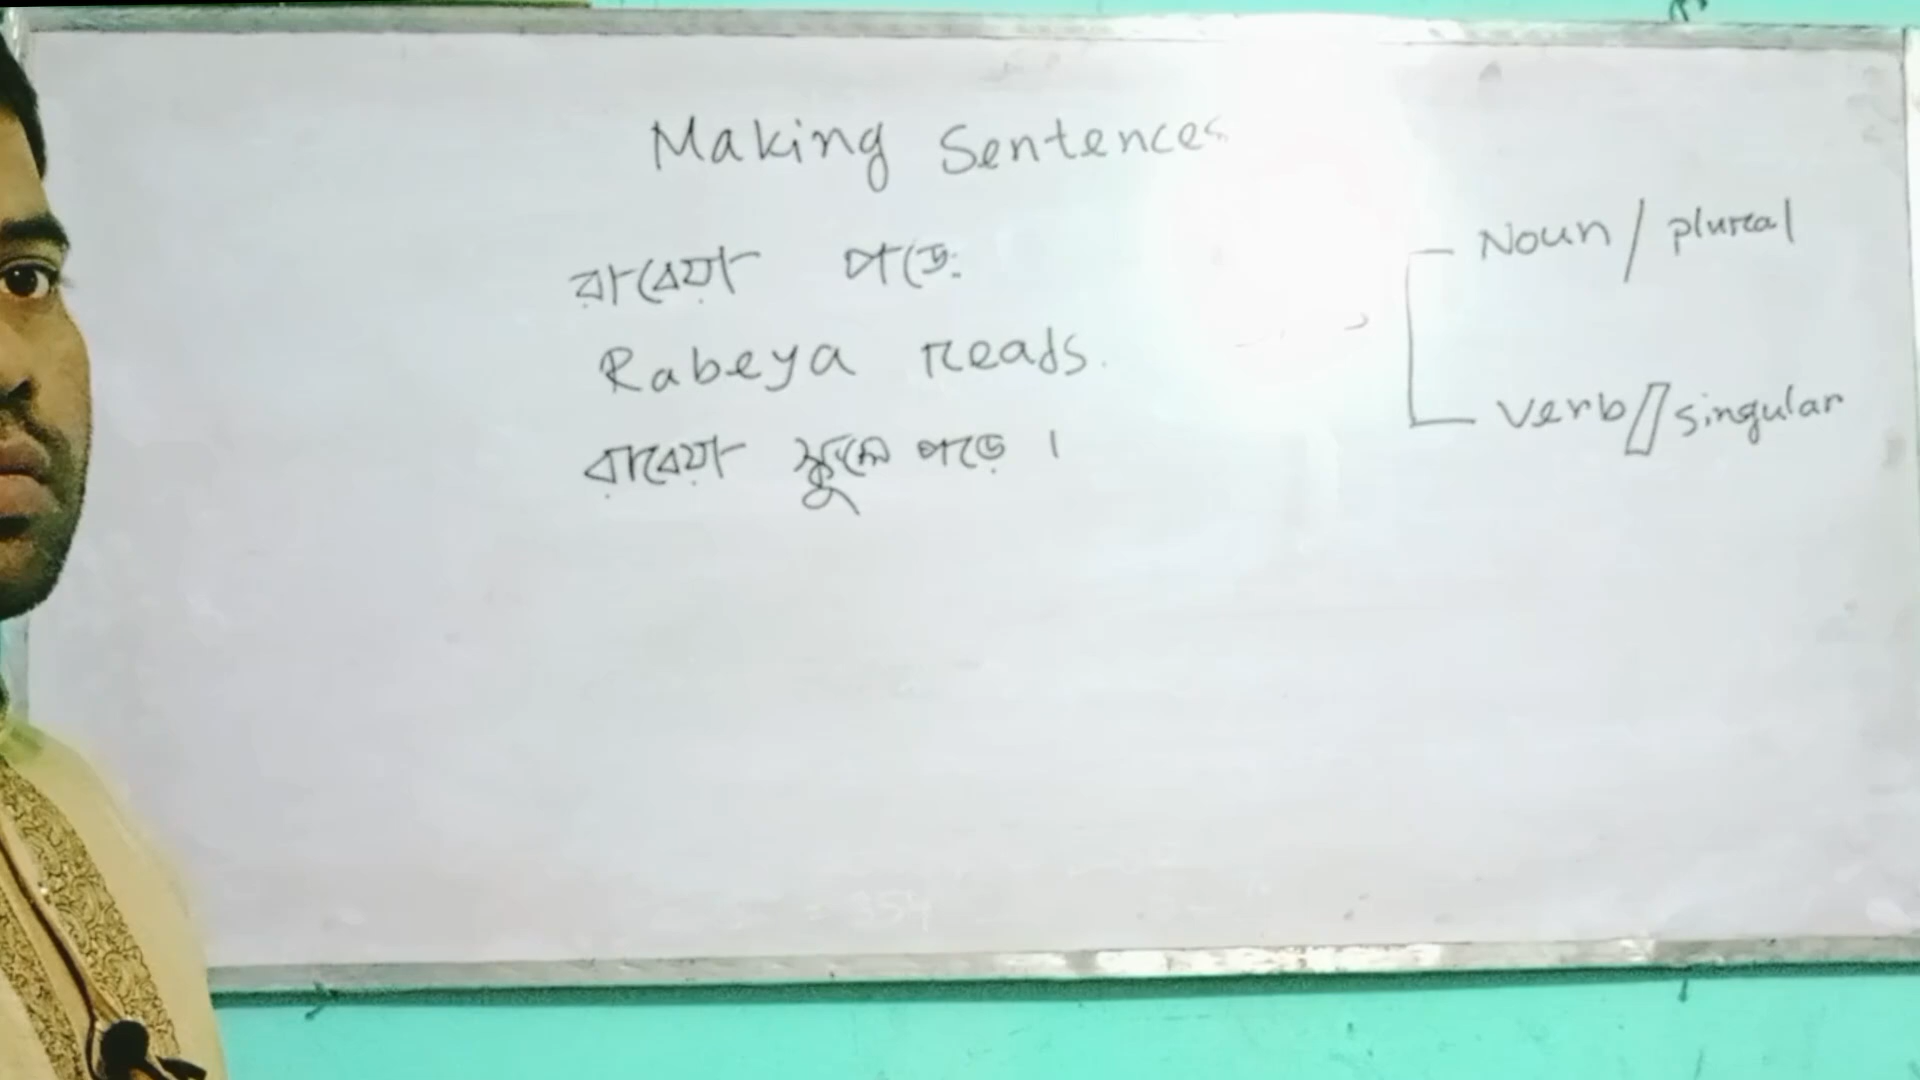 Making Sentences
রাবেয়া পড়ে।
Rabeya reads.
রাবেয়া স্কুলে পড়ে ।
Noun / plural
verb // singular